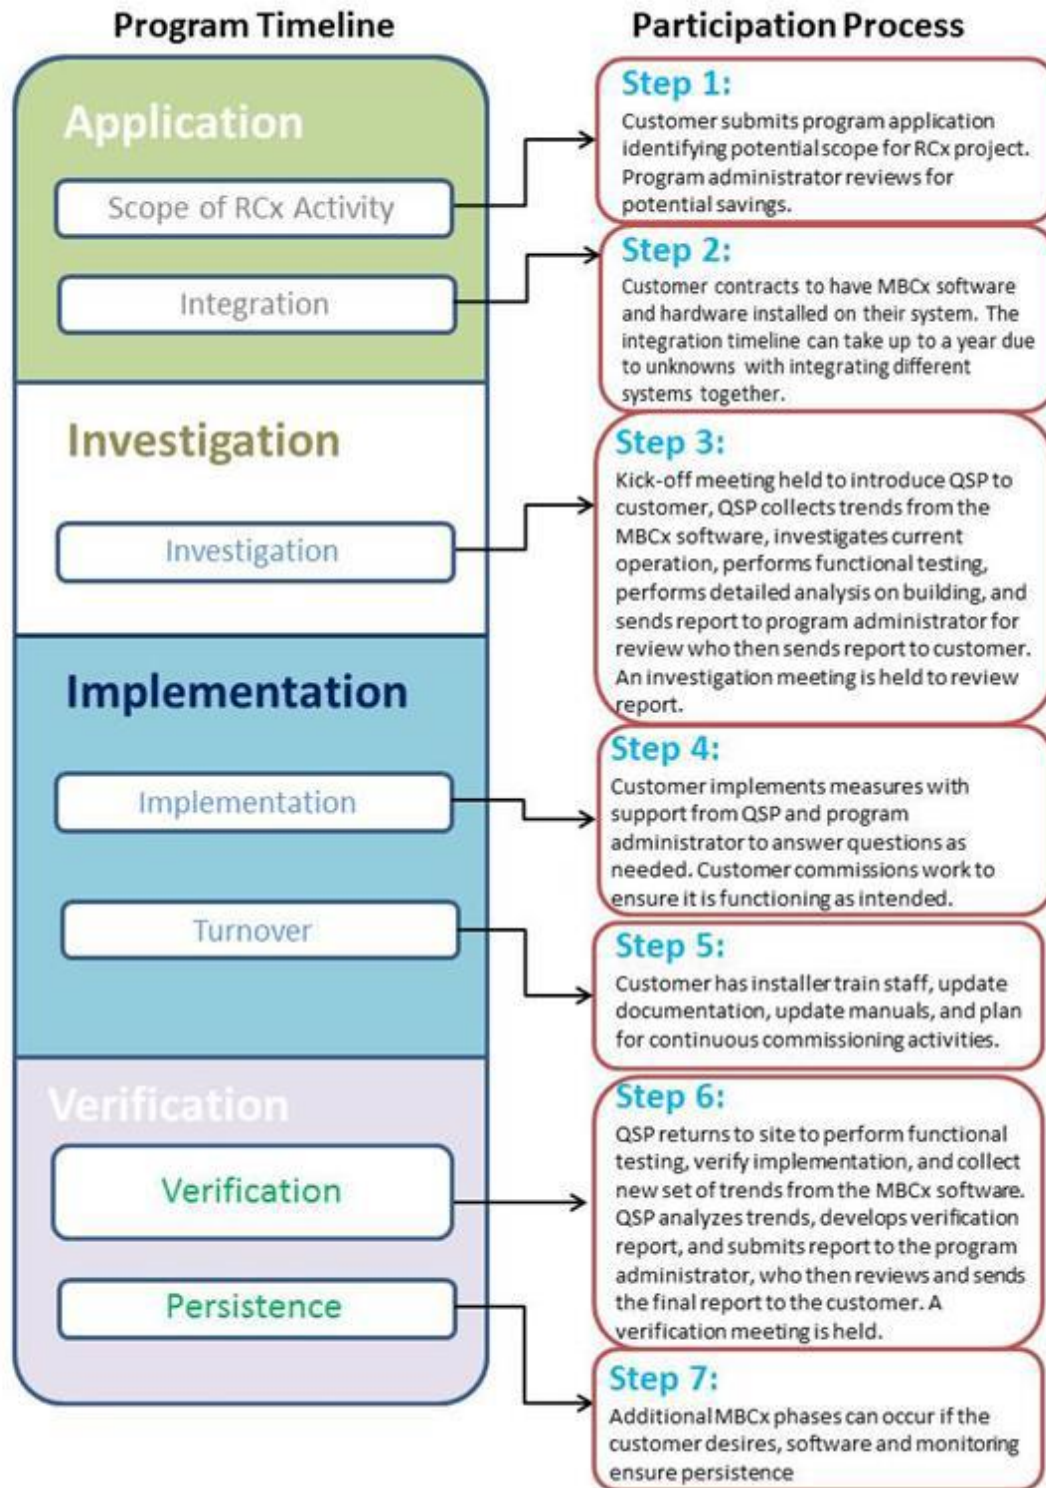 Program Timeline
Application
Scope of RCx Activity
Integration
Investigation
Investigation
Implementation
Implementation
Turnover
Verification
Verification
Persistence
Participation Process
Step 1:
Customer submits program application
identifying potential scope for RCx project.
Program administrator reviews for
potential savings.
Step 2:
Customer contracts to have MBCx software
and hardware installed on their system. The
integration timeline can take up to a year due
to unknowns with integrating different
systems together.
Step 3:
Kick-off meeting held to introduce QSP to
customer, QSP collects trends from the
MBCx software, investigates current
operation, performs functional testing,
performs detailed analysis on building, and
sends report to program administrator for
review who then sends report to customer.
An investigation meeting is held to review
report.
Step 4:
Customer implements measures with
support from QSP and program
administrator to answer questions as
needed. Customer commissions work to
ensure it is functioning as intended.
Step 5:
Customer has installer train staff, update
documentation, update manuals, and plan
for continuous commissioning activities.
Step 6:
QSP returns to site to perform functional
testing, verify implementation, and collect
new set of trends from the MBCx software.
QSP analyzes trends, develops verification
report, and submits report to the program
administrator, who then reviews and sends
the final report to the customer. A
verification meeting is held.
Step 7:
Additional MBCx phases can occur if the
customer desires, software and monitoring
ensure persistence